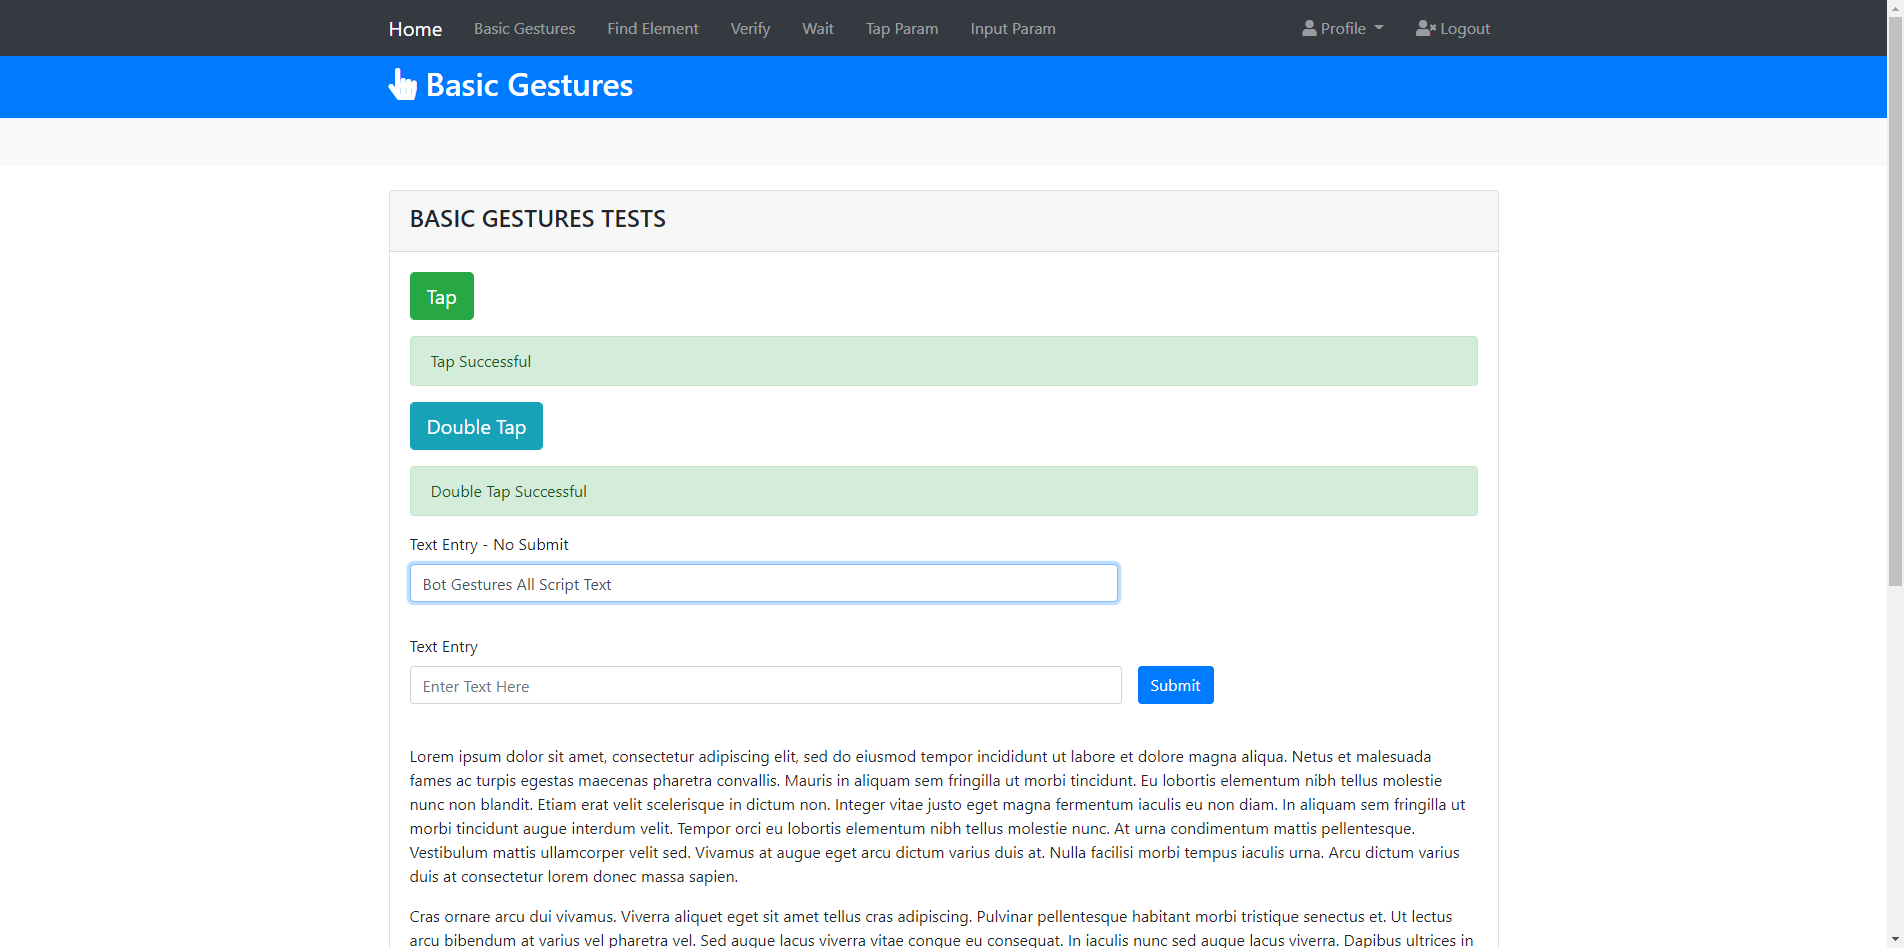 Home Basic Gestures Find Element Verify Wait Tap Param Input Param Profile Logout
Basic Gestures
BASIC GESTURES TESTS
Tap
Tap Successful
Double Tap
Double Tap Successful
Text Entry - No Submit
Bot Gestures All Script Text
Text Entry
Enter Text Here Submit
Lorem ipsum dolor sit amet, consectetur adipiscing elit, sed do eiusmod tempor incididunt ut labore et dolore magna aliqua. Netus et malesuada
fames ac turpis egestas maecenas pharetra convallis. Mauris in aliquam sem fringilla ut morbi tincidunt. Eu lobortis elementum nibh tellus molestie
nunc non blandit. Etiam erat velit scelerisque in dictum non. Integer vitae justo eget magna fermentum iaculis eu non diam. In aliquam sem fringilla ut
morbi tincidunt augue interdum velit. Tempor orci eu lobortis elementum nibh tellus molestie nunc. At urna condimentum mattis pellentesque.
Vestibulum mattis ullamcorper velit sed. Vivamus at augue eget arcu dictum varius duis at. Nulla facilisi morbi tempus iaculis urna. Arcu dictum varius
duis at consectetur lorem donec massa sapien.
Cras ornare arcu dui vivamus. Viverra aliquet eget sit amet tellus cras adipiscing. Pulvinar pellentesque habitant morbi tristique senectus et. Ut lectus
arcu bibendum at varius vel pharetra vel. Sed augue lacus viverra vitae congue eu consequat. In iaculis nunc sed augue lacus viverra. Dapibus ultrices in